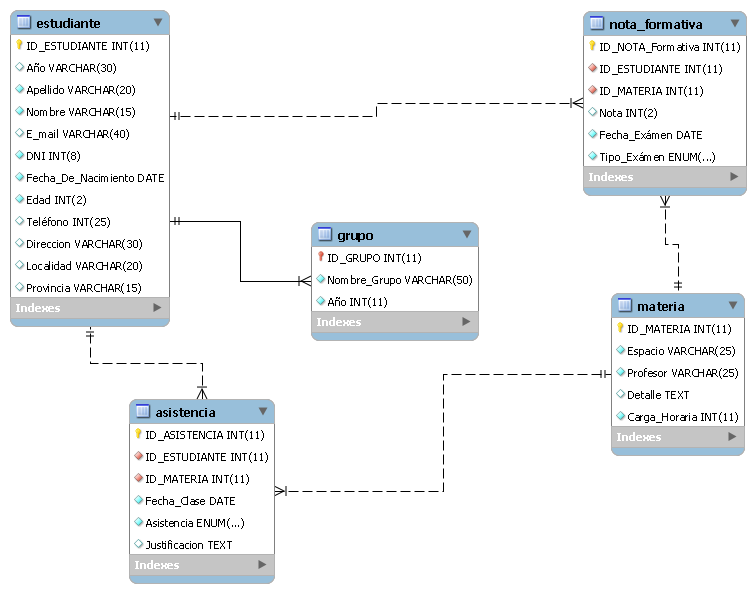 estudiante
ID_ESTUDIANTE INT(11)
Año VARCHAR(30)
Apellido VARCHAR(20)
Nombre VARCHAR(15)
E_mail VARCHAR(40)
DNI INT(8)
Fecha_De_Nacimiento DATE
Edad INT(2)
Teléfono INT(25)
Direccion VARCHAR(30)
Localidad VARCHAR(20)
Provincia VARCHAR(15)
Indexes
nota_formativa
ID_NOTA_Formativa INT(11)
ID_ESTUDIANTE INT(11)
ID_MATERIA INT(11)
Nota INT(2)
Fecha_Exámen DATE
Tipo_Exámen ENUM(...)
Indexes
grupo
ID_GRUPO INT(11)
Nombre_Grupo VARCHAR(50)
Año INT(11)
Indexes
materia
ID_MATERIA INT(11)
Espacio VARCHAR(25)
Profesor VARCHAR(25)
Detalle TEXT
Carga_Horaria INT(11)
Indexes
asistencia
ID_ASISTENCIA INT(11)
ID_ESTUDIANTE INT(11)
ID_MATERIA INT(11)
Fecha_Clase DATE
Asistencia ENUM(...)
Justificacion TEXT
Indexes